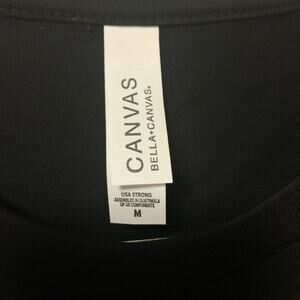 CANVAS
BELLA+CANVAS®
USA STRONG
ASSEMBLED IN GUATEMALA
OF US COMPONENTS
M